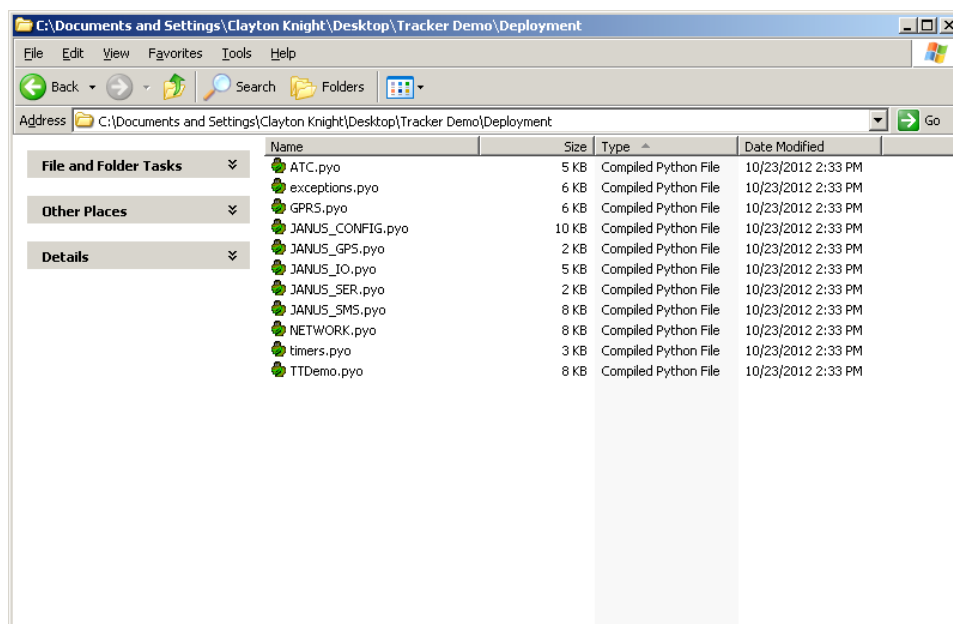 C:\Documents and Settings\Clayton Knight\Desktop\Tracker Demo\Deployment
File Edit View Favorites Tools Help
Back Search Folders
Address C:\Documents and Settings\Clayton Knight\Desktop\Tracker Demo\Deployment Go
Name Size Type Date Modified
File and Folder Tasks
Other Places
Details
ATC.pyo 5 KB Compiled Python File 10/23/2012 2:33 PM
exceptions.pyo 6 KB Compiled Python File 10/23/2012 2:33 PM
GPRS.pyo 6 KB Compiled Python File 10/23/2012 2:33 PM
JANUS_CONFIG.pyo 10 KB Compiled Python File 10/23/2012 2:33 PM
JANUS_GPS.pyo 2 KB Compiled Python File 10/23/2012 2:33 PM
JANUS_IO.pyo 5 KB Compiled Python File 10/23/2012 2:33 PM
JANUS_SER.pyo 2 KB Compiled Python File 10/23/2012 2:33 PM
JANUS_SMS.pyo 8 KB Compiled Python File 10/23/2012 2:33 PM
NETWORK.pyo 8 KB Compiled Python File 10/23/2012 2:33 PM
timers.pyo 3 KB Compiled Python File 10/23/2012 2:33 PM
TTDemo.pyo 8 KB Compiled Python File 10/23/2012 2:33 PM